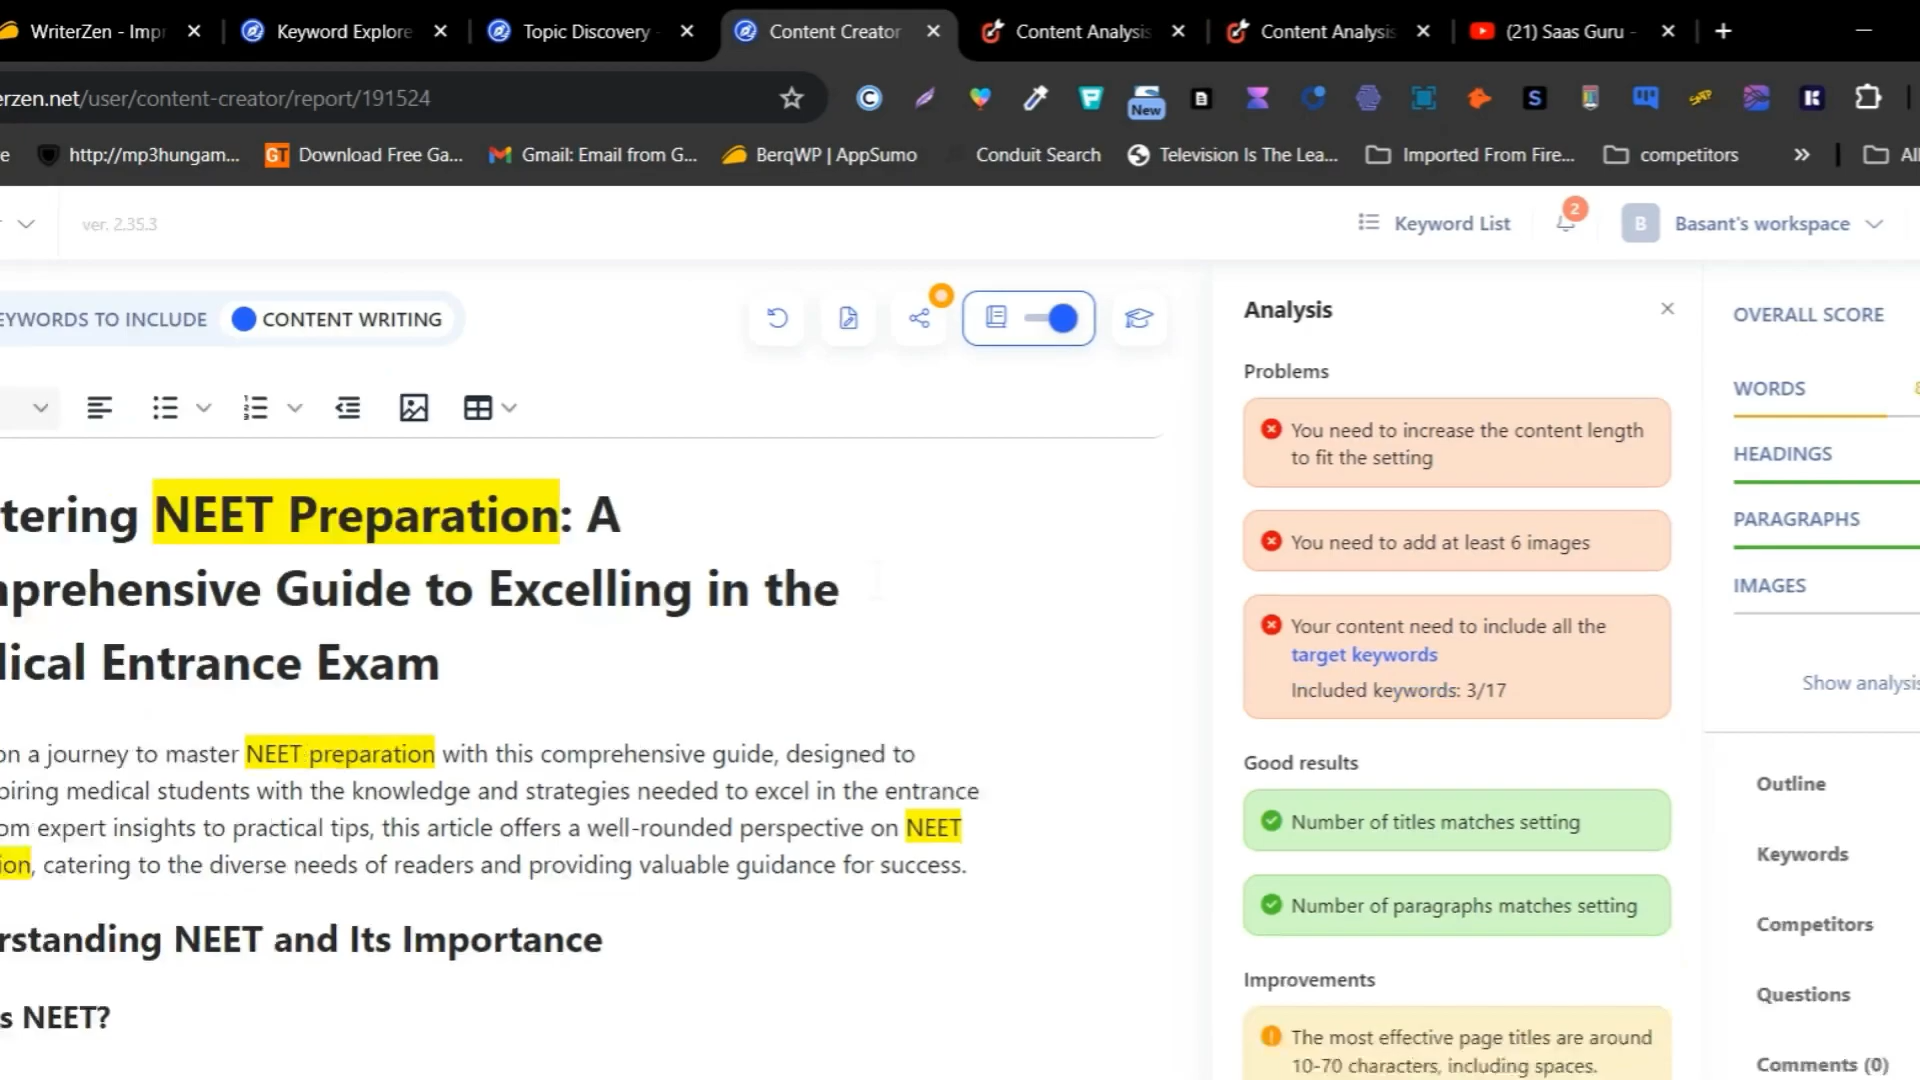 WriterZen - Impr
Keyword Explore
Topic Discovery -
Content Creator
Content Analysis
Content Analysis
(21) Saas Guru -
erzen.net/user/content-creator/report/191524
New
S
K
e
http://mp3hungam...
GT
Download Free Ga...
Gmail: Email from G...
BerqWP | AppSumo
Conduit Search
Television Is The Lea...
Imported From Fire...
competitors
»
All
ver. 2.35.3
Keyword List
2
B
Basant's workspace
EYWORDS TO INCLUDE
CONTENT WRITING
Analysis
OVERALL SCORE
Problems
WORDS
You need to increase the content length
to fit the setting
HEADINGS
tering NEET Preparation: A
You need to add at least 6 images
PARAGRAPHS
mprehensive Guide to Excelling in the
IMAGES
Your content need to include all the
target keywords
Included keywords: 3/17
dical Entrance Exam
Show analysis
on a journey to master NEET preparation with this comprehensive guide, designed to
piring medical students with the knowledge and strategies needed to excel in the entrance
om expert insights to practical tips, this article offers a well-rounded perspective on NEET
ion, catering to the diverse needs of readers and providing valuable guidance for success.
Good results
Number of titles matches setting
Number of paragraphs matches setting
Outline
Keywords
Competitors
rstanding NEET and Its Importance
Improvements
Questions
s NEET?
The most effective page titles are around
10-70 characters, including spaces.
Comments (0)